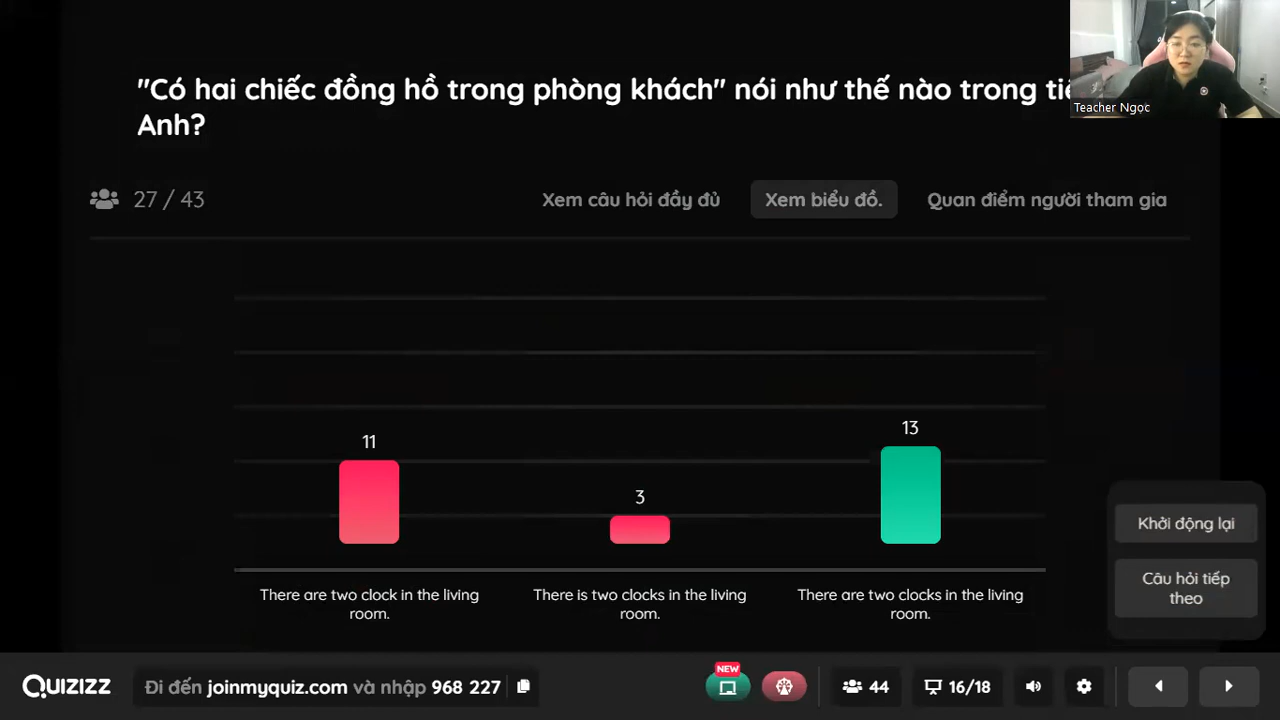 "Có hai chiếc đồng hồ trong phòng khách" nói như thế nào trong
Anh?
Teacher Ngọc
27 / 43
Xem câu hỏi đầy đủ
Xem biểu đồ.
Quan điểm người tham gia
11
3
13
There are two clock in the living
room.
There is two clocks in the living
room.
There are two clocks in the living
room.
Khởi động lại
Câu hỏi tiếp
theo
QUIZIZZ
Đi đến joinmyquiz.com và nhập 968 227
NEW
44
16/18